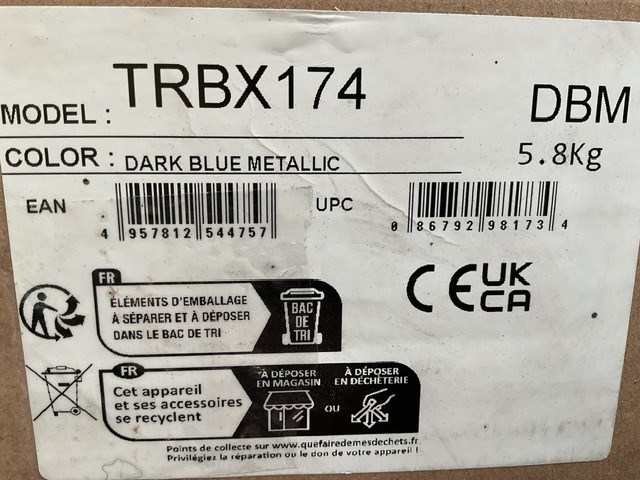 MODEL : TRBX174 DBM
COLOR : DARK BLUE METALLIC 5.8Kg
EAN 4 957812 544757 UPC 0 86792 98173 4
CE UK
CA
FR
ÉLÉMENTS D'EMBALLAGE
À SÉPARER ET À DÉPOSER
DANS LE BAC DE TRI
BAC
DE
TRI
FR
Cet appareil
et ses accessoires
se recyclent
À DÉPOSER
EN MAGASIN
OU
À DÉPOSER
EN DÉCHÈTERIE
Points de collecte sur www.quefairedemesdechets.fr
Privilégiez la réparation ou le don de votre appareil !